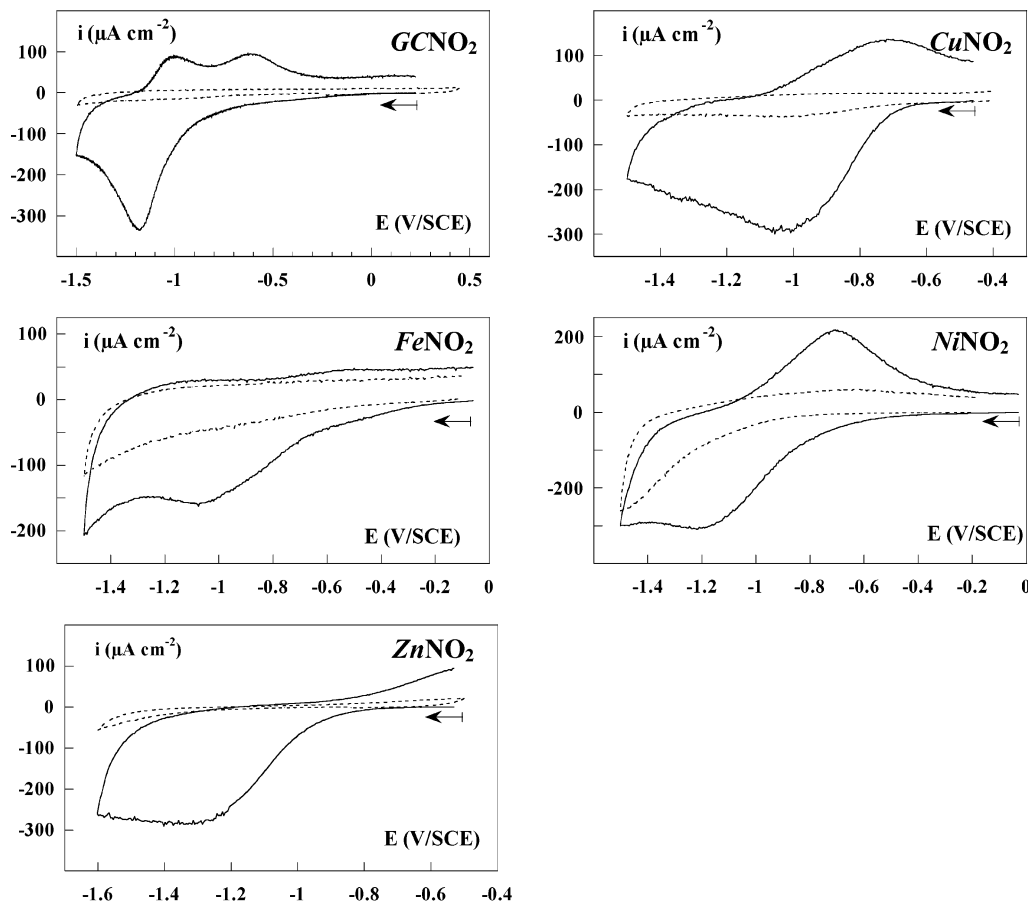 i (μA cm-2)
GCNO2
100
0
-100
-200
-300
E (V/SCE)
-1.5 -1 -0.5 0 0.5
i (μA cm-2)
CuNO2
100
0
-100
-200
-300
E (V/SCE)
-1.4 -1.2 -1 -0.8 -0.6 -0.4
i (μA cm-2)
FeNO2
100
0
-100
-200
E (V/SCE)
-1.4 -1.2 -1 -0.8 -0.6 -0.4 -0.2 0
i (μA cm-2)
NiNO2
200
0
-200
E (V/SCE)
-1.4 -1.2 -1 -0.8 -0.6 -0.4 -0.2 0
i (μA cm-2)
ZnNO2
100
0
-100
-200
-300
E (V/SCE)
-1.6 -1.4 -1.2 -1 -0.8 -0.6 -0.4